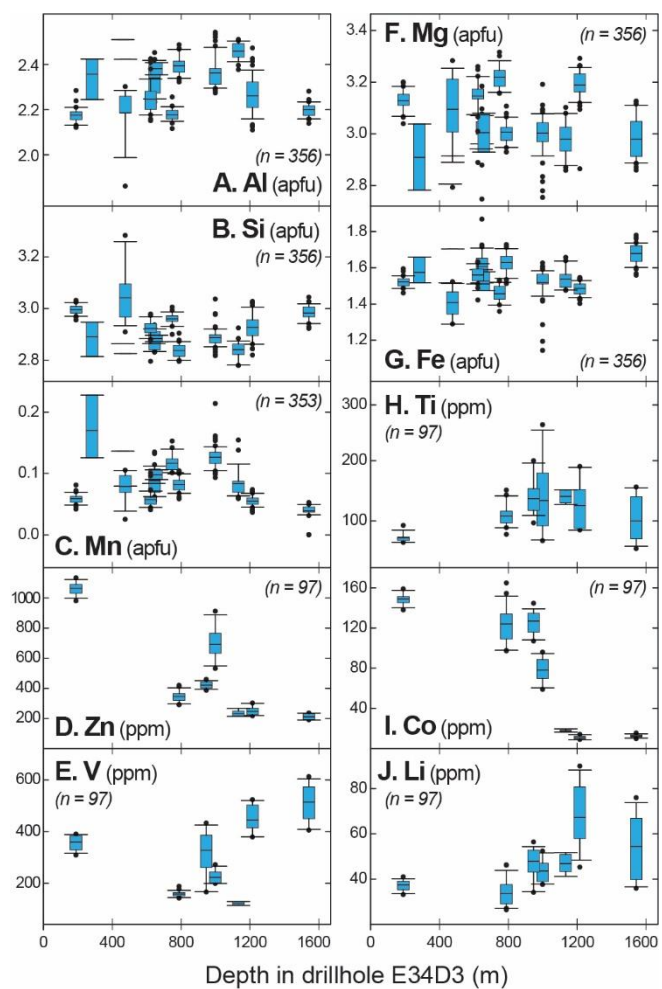 2.4
2.2
2.0
(n = 356)
A. Al (apfu)
B. Si (apfu)
(n = 356)
3.2
3.0
2.8
(n = 353)
0.2
0.1
0.0
C. Mn (apfu)
(n = 97)
1000
800
600
400
200
D. Zn (ppm)
E. V (ppm)
(n = 97)
600
400
200
0
400
800
1200
1600
F. Mg (apfu)
(n = 356)
3.2
3.0
2.8
1.8
1.6
1.4
1.2
G. Fe (apfu)
(n = 356)
H. Ti (ppm)
(n = 97)
300
200
100
(n = 97)
160
120
80
40
I. Co (ppm)
J. Li (ppm)
(n = 97)
80
60
40
0
400
800
1200
1600
Depth in drillhole E34D3 (m)